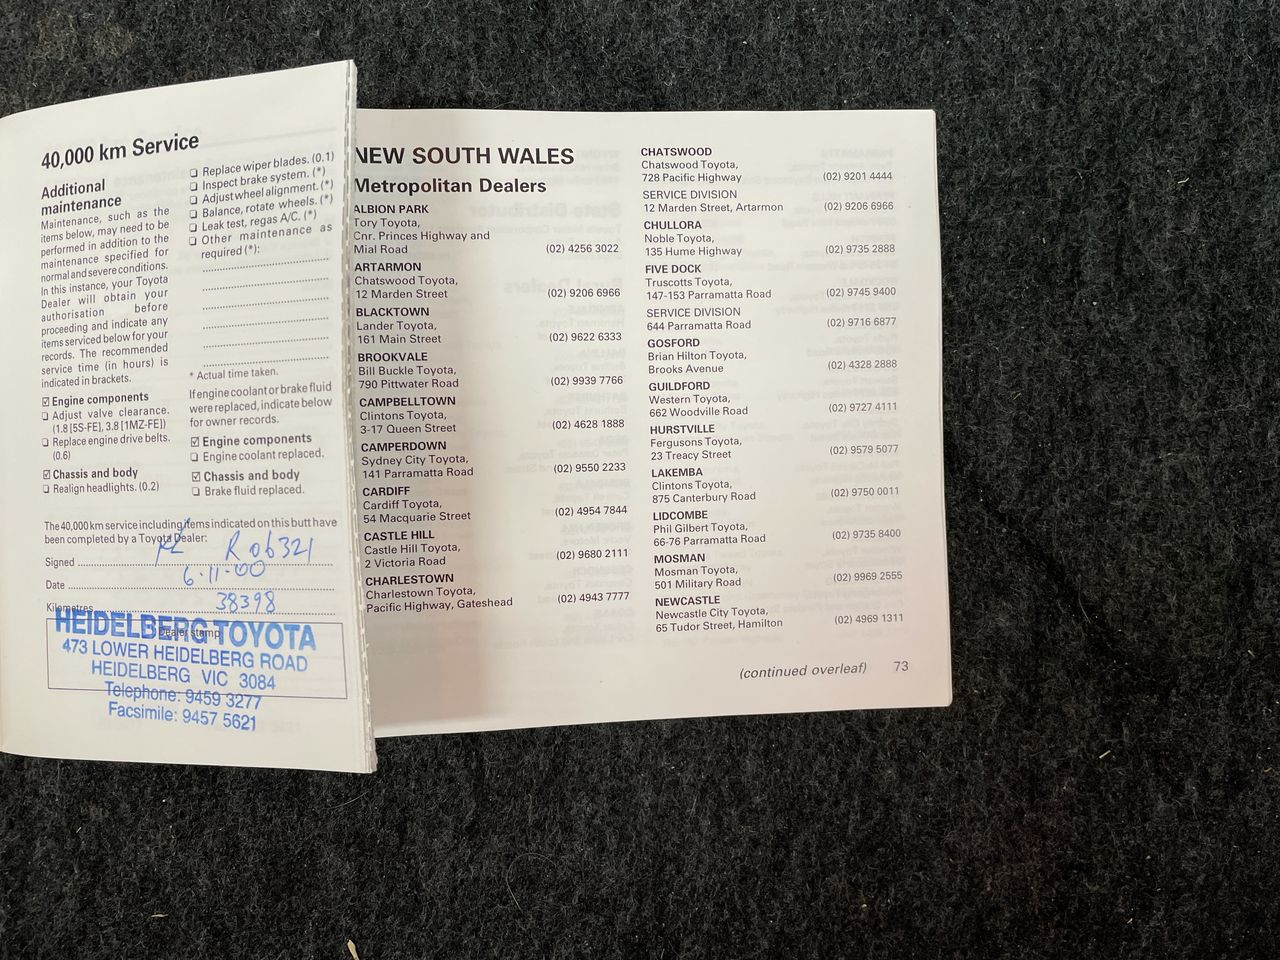 40,000 km Service
Additional
maintenance
Maintenance, such as the
items below, may need to be
performed in addition to the
maintenance specified for
normal and severe conditions.
In this instance, your Toyota
Dealer will obtain your
authorisation before
proceeding and indicate any
items serviced below for your
records. The recommended
service time (in hours) is
indicated in brackets.
☑ Engine components
❏ Adjust valve clearance.
(1.8 [5S-FE], 3.8 [1MZ-FE])
❏ Replace engine drive belts.
(0.6)
☑ Chassis and body
❏ Realign headlights. (0.2)
❏ Replace wiper blades. (0.1)
❏ Inspect brake system. (*)
❏ Adjust wheel alignment. (*)
❏ Balance, rotate wheels. (*)
❏ Leak test, regas A/C. (*)
❏ Other maintenance as
required (*):
* Actual time taken.
If engine coolant or brake fluid
were replaced, indicate below
for owner records.
☑ Engine components
❏ Engine coolant replaced.
☑ Chassis and body
❏ Brake fluid replaced.
The 40,000 km service including items indicated on this butt have
been completed by a Toyota Dealer:
Signed R06321
Date 6.11.00
Kilometres 38398
Dealer stamp
HEIDELBERG TOYOTA
473 LOWER HEIDELBERG ROAD
HEIDELBERG VIC 3084
Telephone: 9459 3277
Facsimile: 9457 5621
NEW SOUTH WALES
Metropolitan Dealers
ALBION PARK
Tory Toyota,
Cnr. Princes Highway and
Mial Road (02) 4256 3022
ARTARMON
Chatswood Toyota,
12 Marden Street (02) 9206 6966
BLACKTOWN
Lander Toyota,
161 Main Street (02) 9622 6333
BROOKVALE
Bill Buckle Toyota,
790 Pittwater Road (02) 9939 7766
CAMPBELLTOWN
Clintons Toyota,
3-17 Queen Street (02) 4628 1888
CAMPERDOWN
Sydney City Toyota,
141 Parramatta Road (02) 9550 2233
CARDIFF
Cardiff Toyota,
54 Macquarie Street (02) 4954 7844
CASTLE HILL
Castle Hill Toyota,
2 Victoria Road (02) 9680 2111
CHARLESTOWN
Charlestown Toyota,
Pacific Highway, Gateshead (02) 4943 7777
CHATSWOOD
Chatswood Toyota,
728 Pacific Highway (02) 9201 4444
SERVICE DIVISION
12 Marden Street, Artarmon (02) 9206 6966
CHULLORA
Noble Toyota,
135 Hume Highway (02) 9735 2888
FIVE DOCK
Truscotts Toyota,
147-153 Parramatta Road (02) 9745 9400
SERVICE DIVISION
644 Parramatta Road (02) 9716 6877
GOSFORD
Brian Hilton Toyota,
Brooks Avenue (02) 4328 2888
GUILDFORD
Western Toyota,
662 Woodville Road (02) 9727 4111
HURSTVILLE
Fergusons Toyota,
23 Treacy Street (02) 9579 5077
LAKEMBA
Clintons Toyota,
875 Canterbury Road (02) 9750 0011
LIDCOMBE
Phil Gilbert Toyota,
66-76 Parramatta Road (02) 9735 8400
MOSMAN
Mosman Toyota,
501 Military Road (02) 9969 2555
NEWCASTLE
Newcastle City Toyota,
65 Tudor Street, Hamilton (02) 4969 1311
(continued overleaf) 73